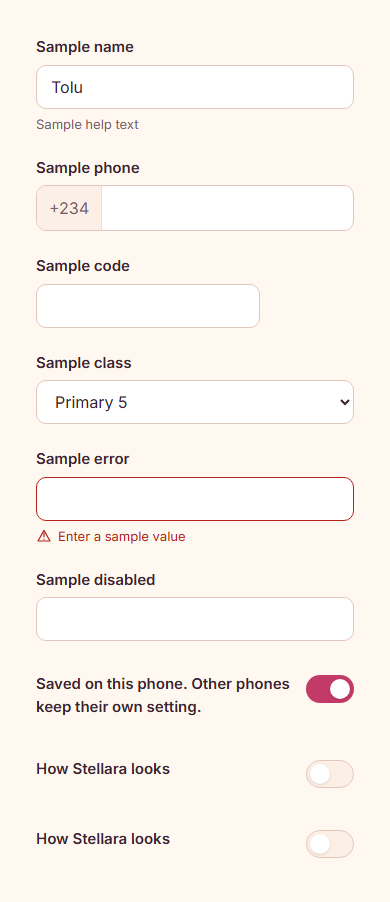 Sample name
Tolu
Sample help text
Sample phone
+234
Sample code
Sample class
Primary 5
Sample error
Enter a sample value
Sample disabled
Saved on this phone. Other phones
keep their own setting.
How Stellara looks
How Stellara looks